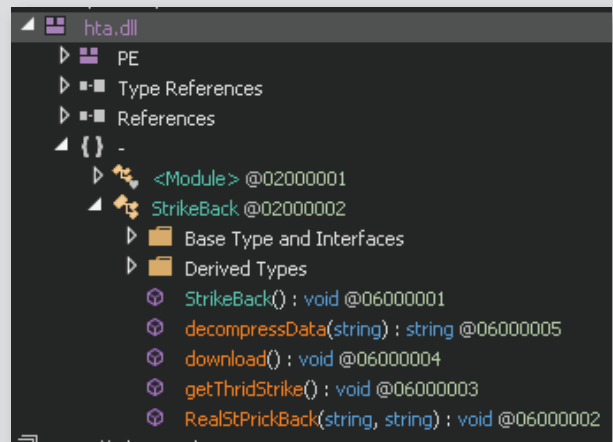 hta.dll
PE
Type References
References
{ } -
<Module> @02000001
StrikeBack @02000002
Base Type and Interfaces
Derived Types
StrikeBack() : void @06000001
decompressData(string) : string @06000005
download() : void @06000004
getThridStrike() : void @06000003
RealStPrickBack(string, string) : void @06000002